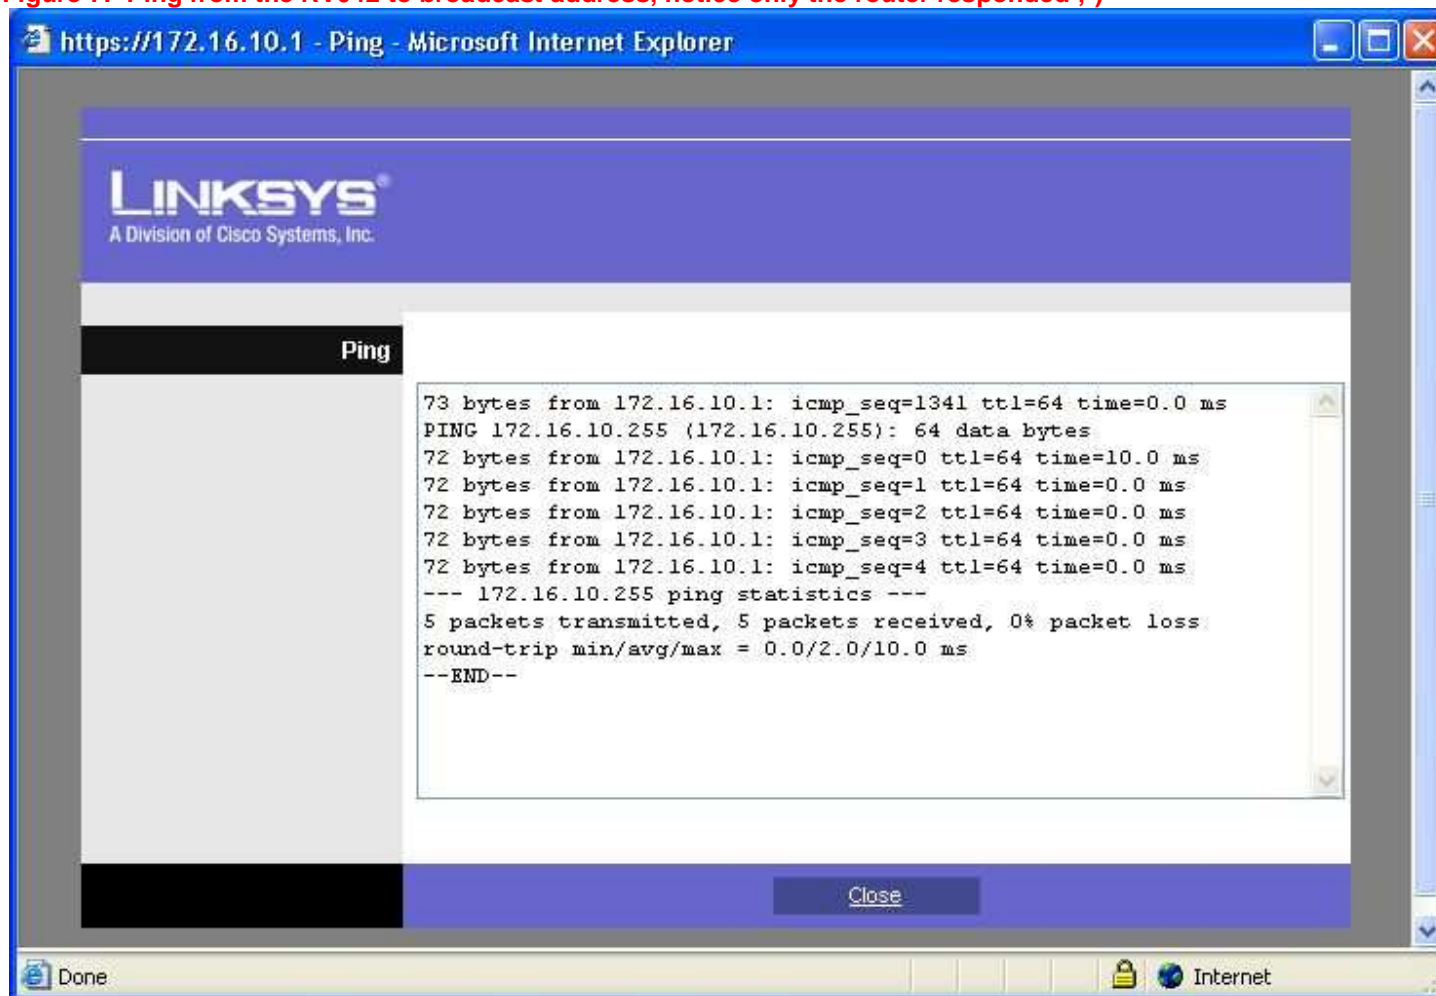 https://172.16.10.1 - Ping - Microsoft Internet Explorer
LINKSYS®
A Division of Cisco Systems, Inc.
Ping
73 bytes from 172.16.10.1: icmp_seq=1341 ttl=64 time=0.0 ms
PING 172.16.10.255 (172.16.10.255): 64 data bytes
72 bytes from 172.16.10.1: icmp_seq=0 ttl=64 time=10.0 ms
72 bytes from 172.16.10.1: icmp_seq=1 ttl=64 time=0.0 ms
72 bytes from 172.16.10.1: icmp_seq=2 ttl=64 time=0.0 ms
72 bytes from 172.16.10.1: icmp_seq=3 ttl=64 time=0.0 ms
72 bytes from 172.16.10.1: icmp_seq=4 ttl=64 time=0.0 ms
--- 172.16.10.255 ping statistics ---
5 packets transmitted, 5 packets received, 0% packet loss
round-trip min/avg/max = 0.0/2.0/10.0 ms
--END--
Close
Done
Internet